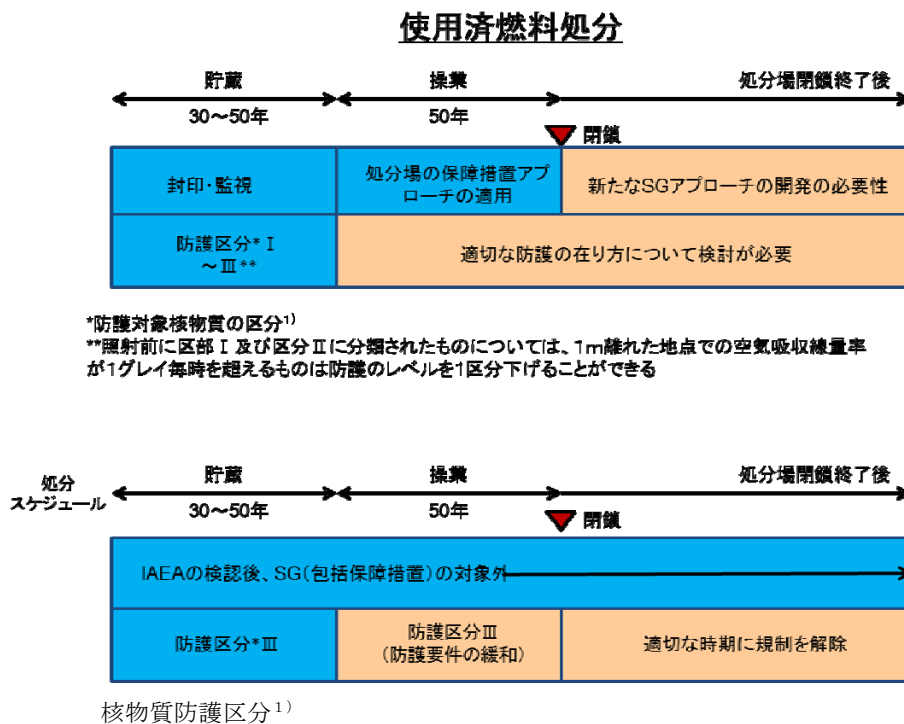 使用済燃料処分
貯蔵
操業
処分場閉鎖終了後
30～50年
50年
閉鎖
封印・監視
処分場の保障措置アプ
ローチの適用
新たなSGアプローチの開発の必要性
防護区分*Ⅰ
～Ⅲ**
適切な防護の在り方について検討が必要
*防護対象核物質の区分1)
**照射前に区部Ⅰ及び区分Ⅱに分類されたものについては、1m離れた地点での空気吸収線量率
が1グレイ毎時を超えるものは防護のレベルを1区分下げることができる
処分
スケジュール
貯蔵
操業
処分場閉鎖終了後
30～50年
50年
閉鎖
IAEAの検認後、SG(包括保障措置)の対象外
防護区分*Ⅲ
防護区分Ⅲ
(防護要件の緩和)
適切な時期に規制を解除
核物質防護区分1)